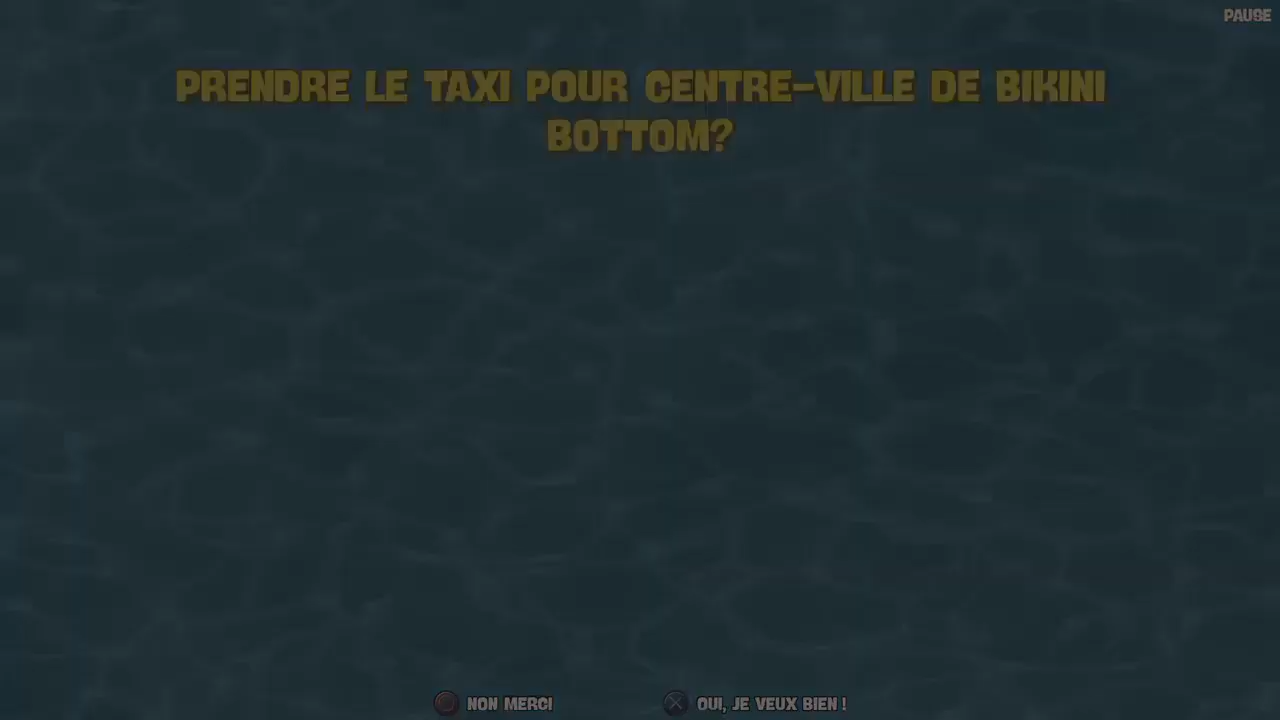 PAUSE
PRENDRE LE TAXI POUR CENTRE-VILLE DE BIKINI
BOTTOM?
NON MERCI
OUI, JE VEUX BIEN !